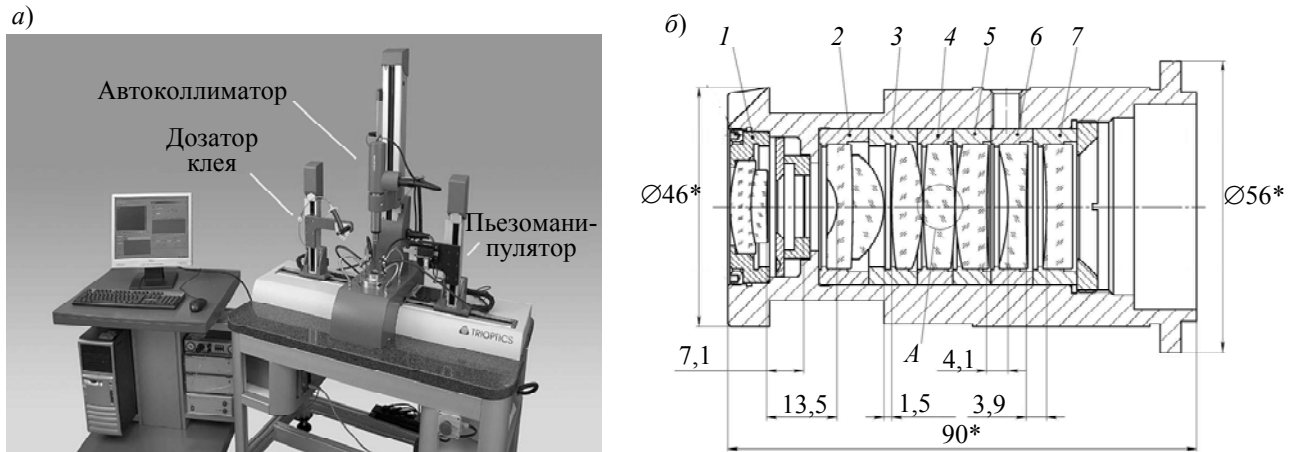 а)
Автоколлиматор
Дозатор
клея
Пьезомани-
пулятор
TRIOPTICS
б)
1 2 3 4 5 6 7
∅46*
∅56*
7,1
A
4,1
13,5
1,5
3,9
90*